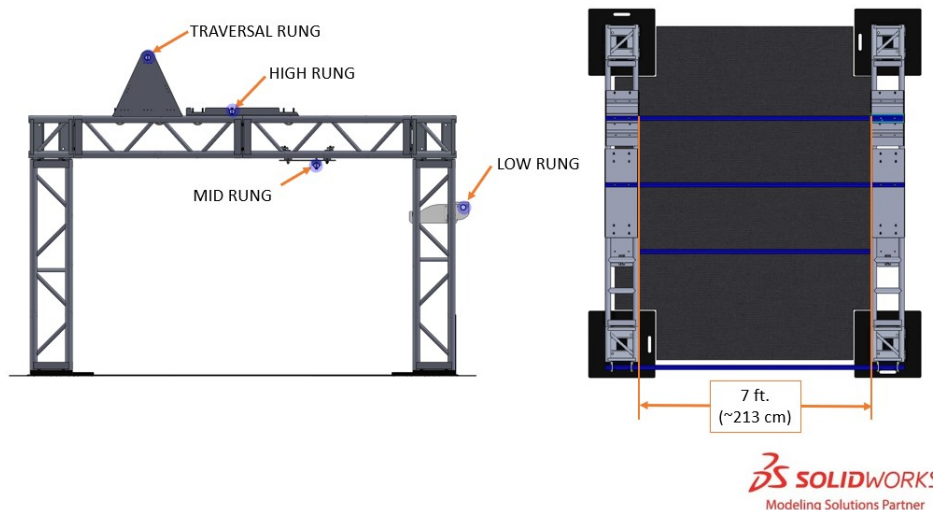 TRAVERSAL RUNG
HIGH RUNG
LOW RUNG
MID RUNG
7 ft.
(~213 cm)
SOLIDWORKS
Modeling Solutions Partner